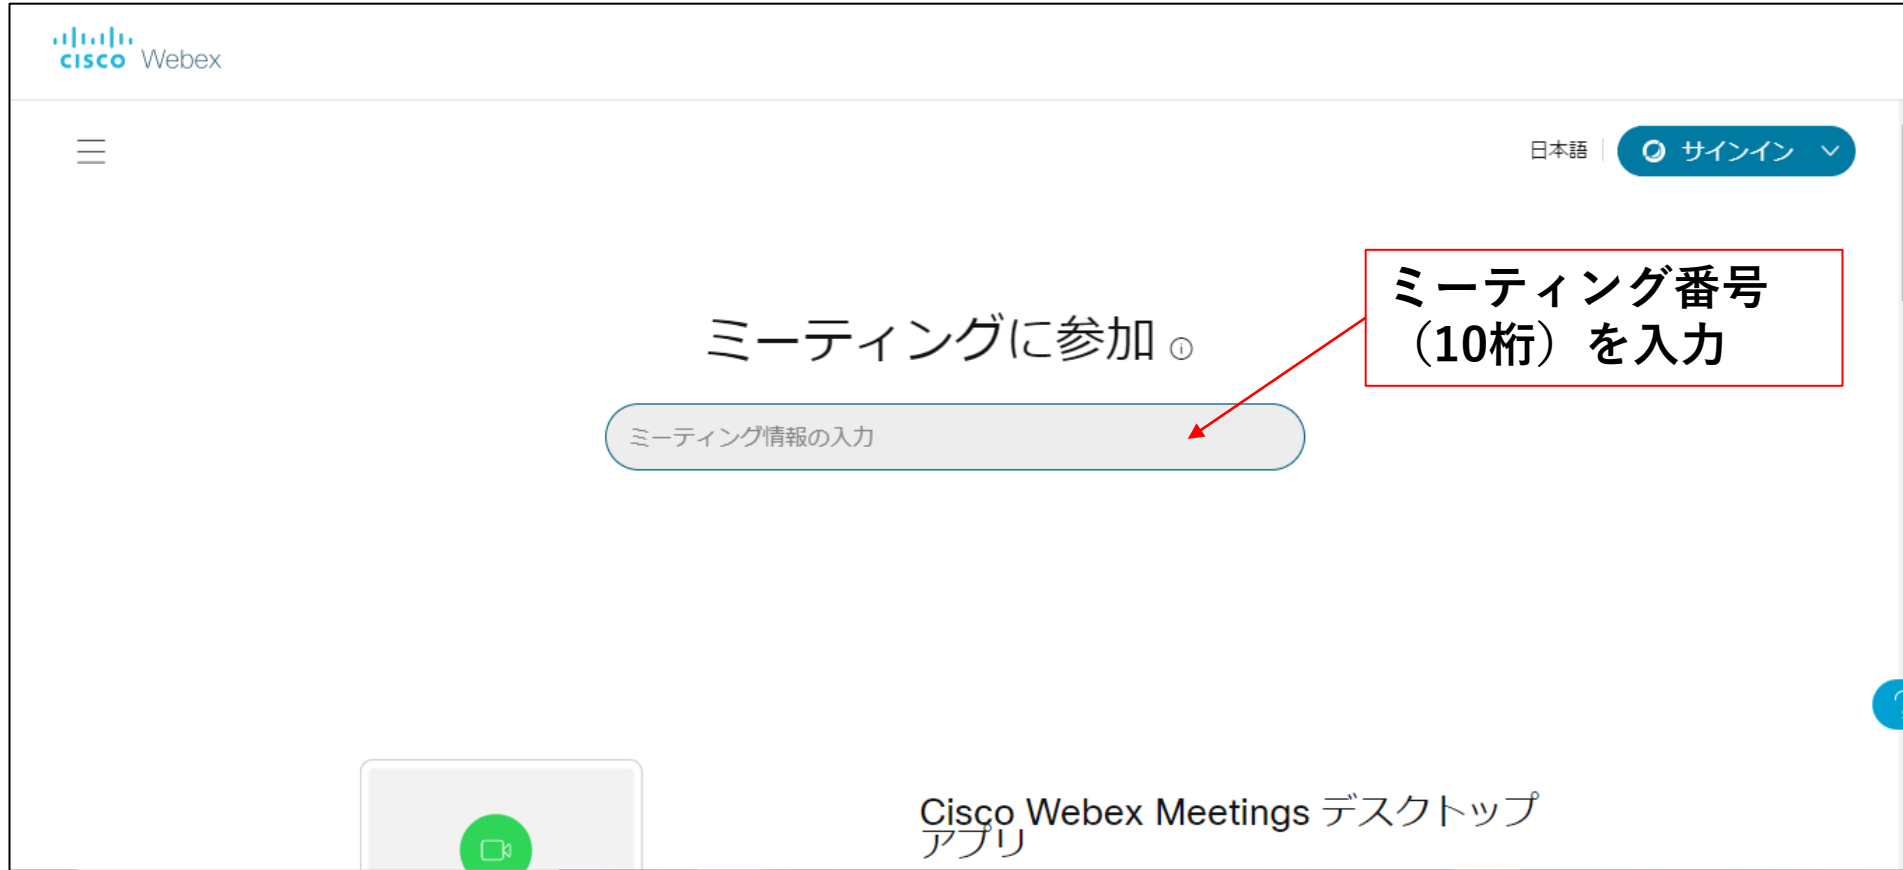 cisco Webex
日本語
サインイン
ミーティング番号
（10桁）を入力
ミーティングに参加
ミーティング情報の入力
Cisco Webex Meetings デスクトップ
アプリ